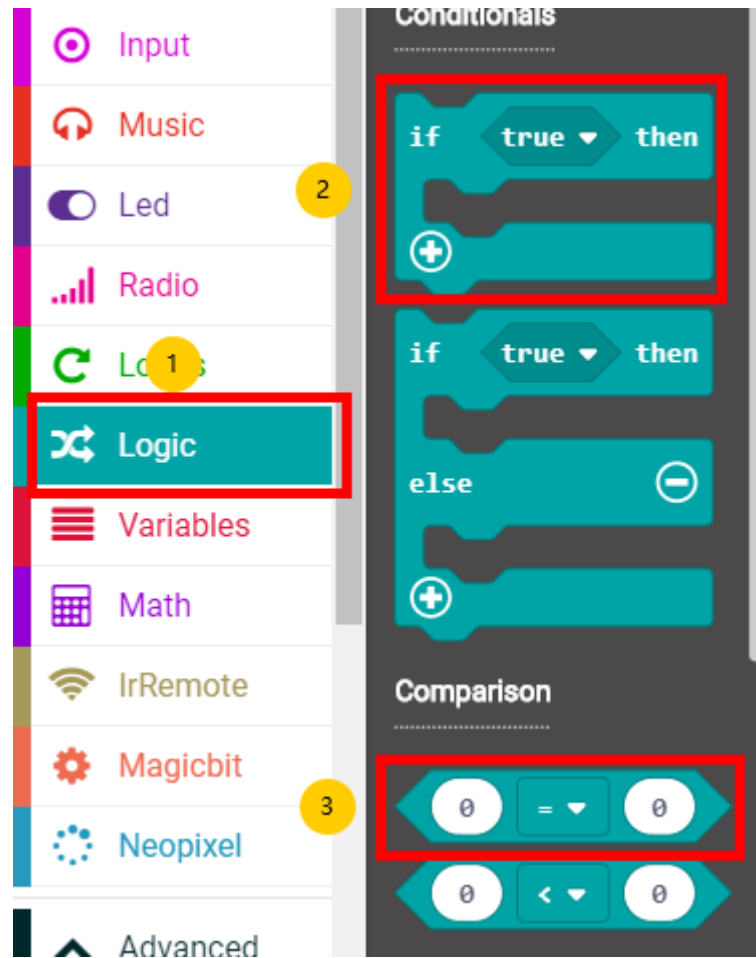 Input
Music
Led
2
Radio
1
Logic
Variables
Math
IrRemote
Magicbit
3
Neopixel
Advanced
Conditionals
if true then
if true then
else
Comparison
0 = 0
0 < 0